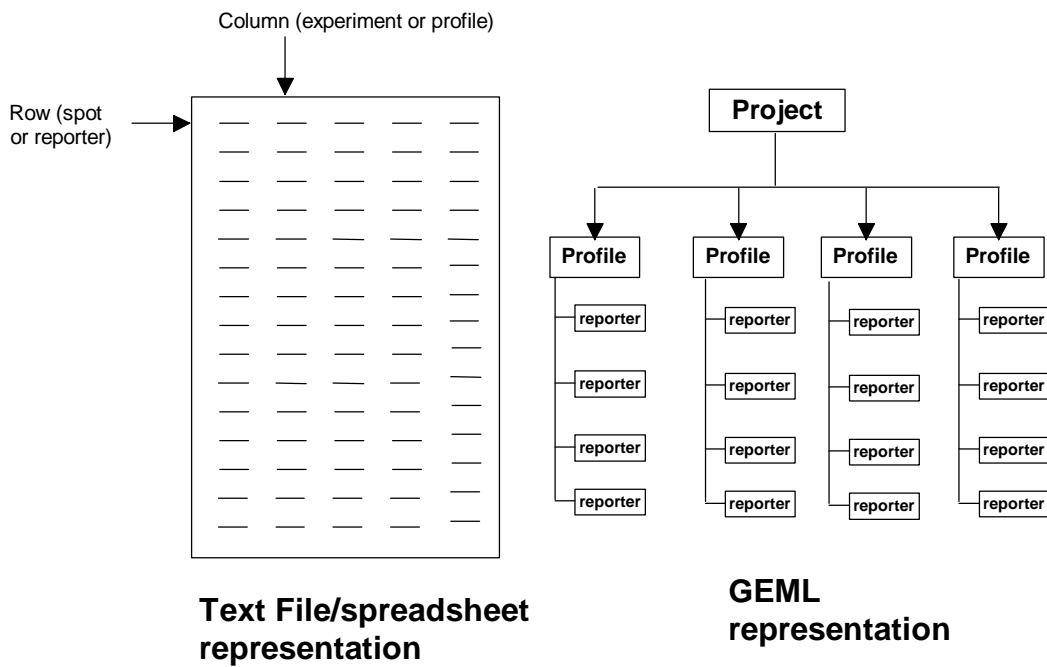 Column (experiment or profile)
Row (spot
or reporter)
Project
Profile Profile Profile Profile
reporter reporter reporter reporter
reporter reporter reporter reporter
reporter reporter reporter reporter
reporter reporter reporter reporter
Text File/spreadsheet
representation
GEML
representation